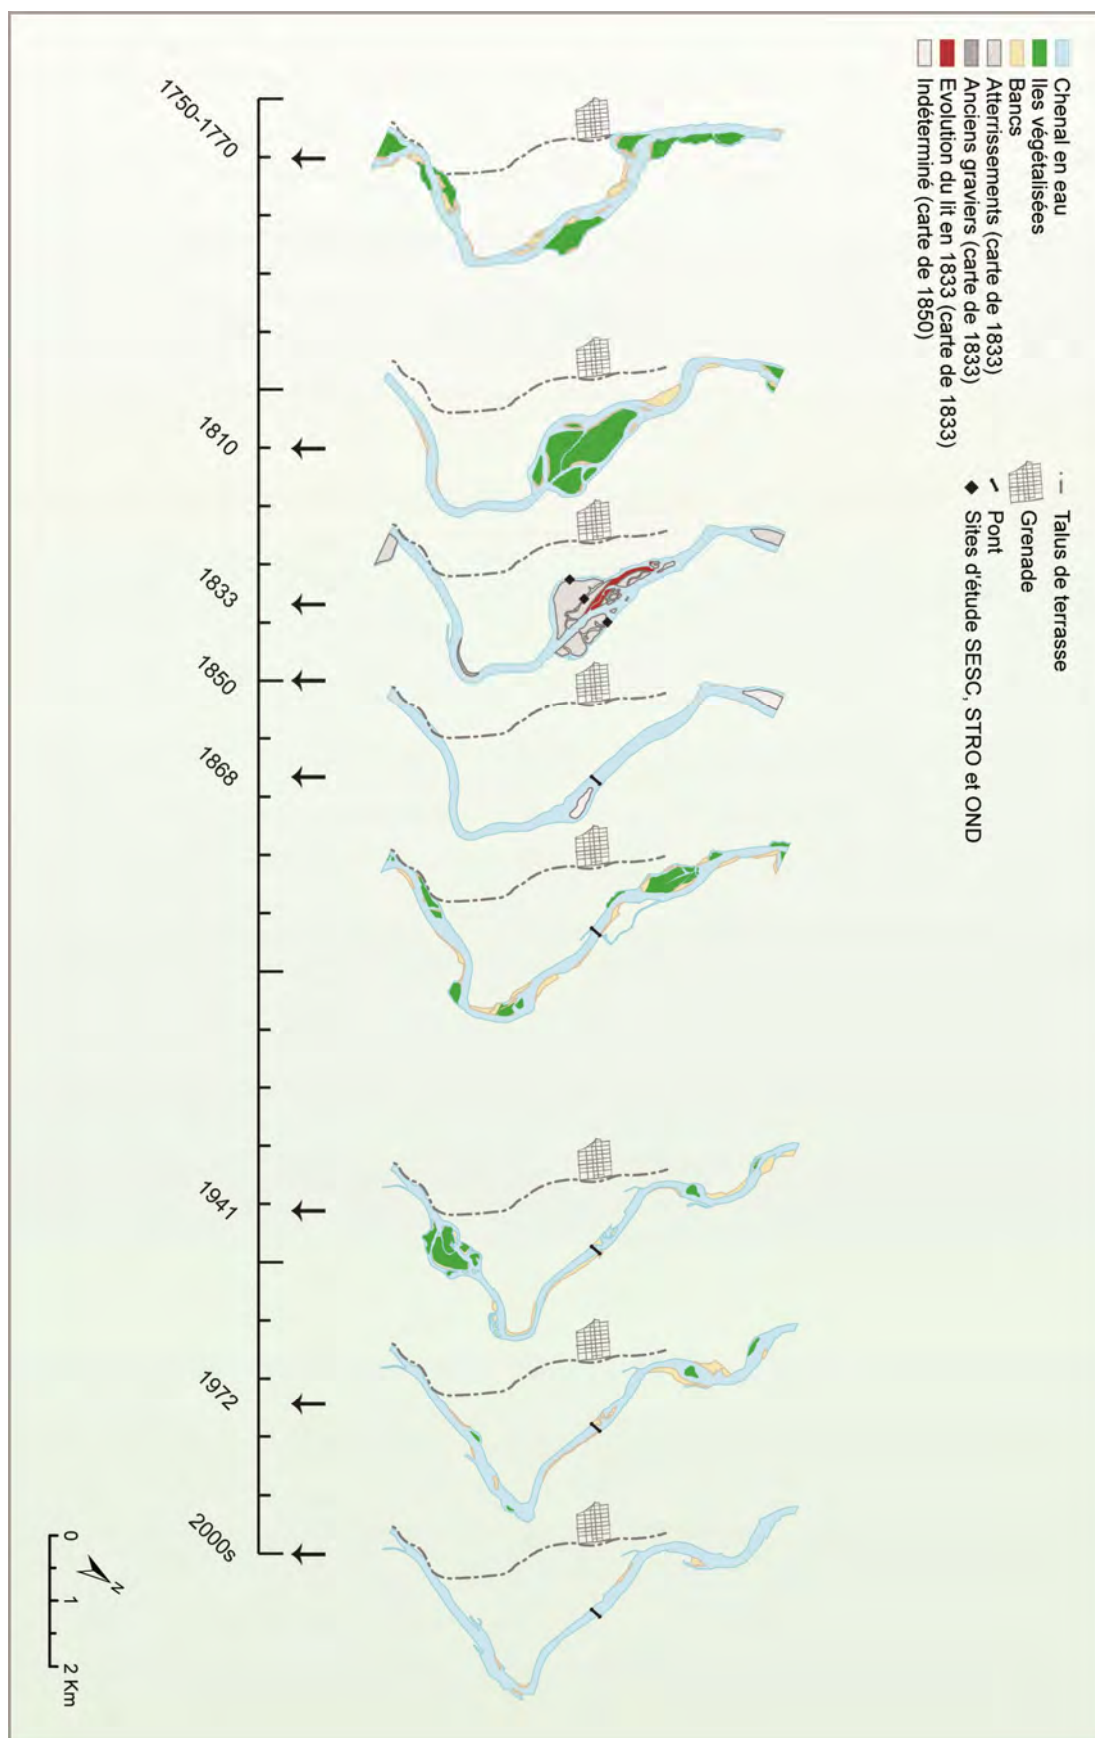 Chenal en eau
Iles végétalisées
Bancs
Atterrissements (carte de 1833)
Anciens graviers (carte de 1833)
Evolution du lit en 1833 (carte de 1833)
Indéterminé (carte de 1850)
Talus de terrasse
Grenade
Pont
Sites d'étude SESC, STRO et OND
1750-1770
1810
1833
1850
1868
1941
1972
2000s
N
0 1 2 Km